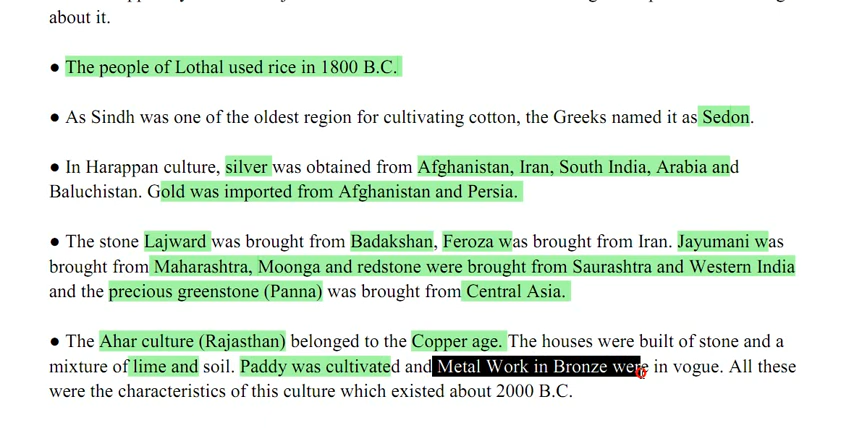 about it.
● The people of Lothal used rice in 1800 B.C.
● As Sindh was one of the oldest region for cultivating cotton, the Greeks named it as Sedon.
● In Harappan culture, silver was obtained from Afghanistan, Iran, South India, Arabia and
Baluchistan. Gold was imported from Afghanistan and Persia.
● The stone Lajward was brought from Badakshan, Feroza was brought from Iran. Jayumani was
brought from Maharashtra, Moonga and redstone were brought from Saurashtra and Western India
and the precious greenstone (Panna) was brought from Central Asia.
● The Ahar culture (Rajasthan) belonged to the Copper age. The houses were built of stone and a
mixture of lime and soil. Paddy was cultivated and Metal Work in Bronze were in vogue. All these
were the characteristics of this culture which existed about 2000 B.C.